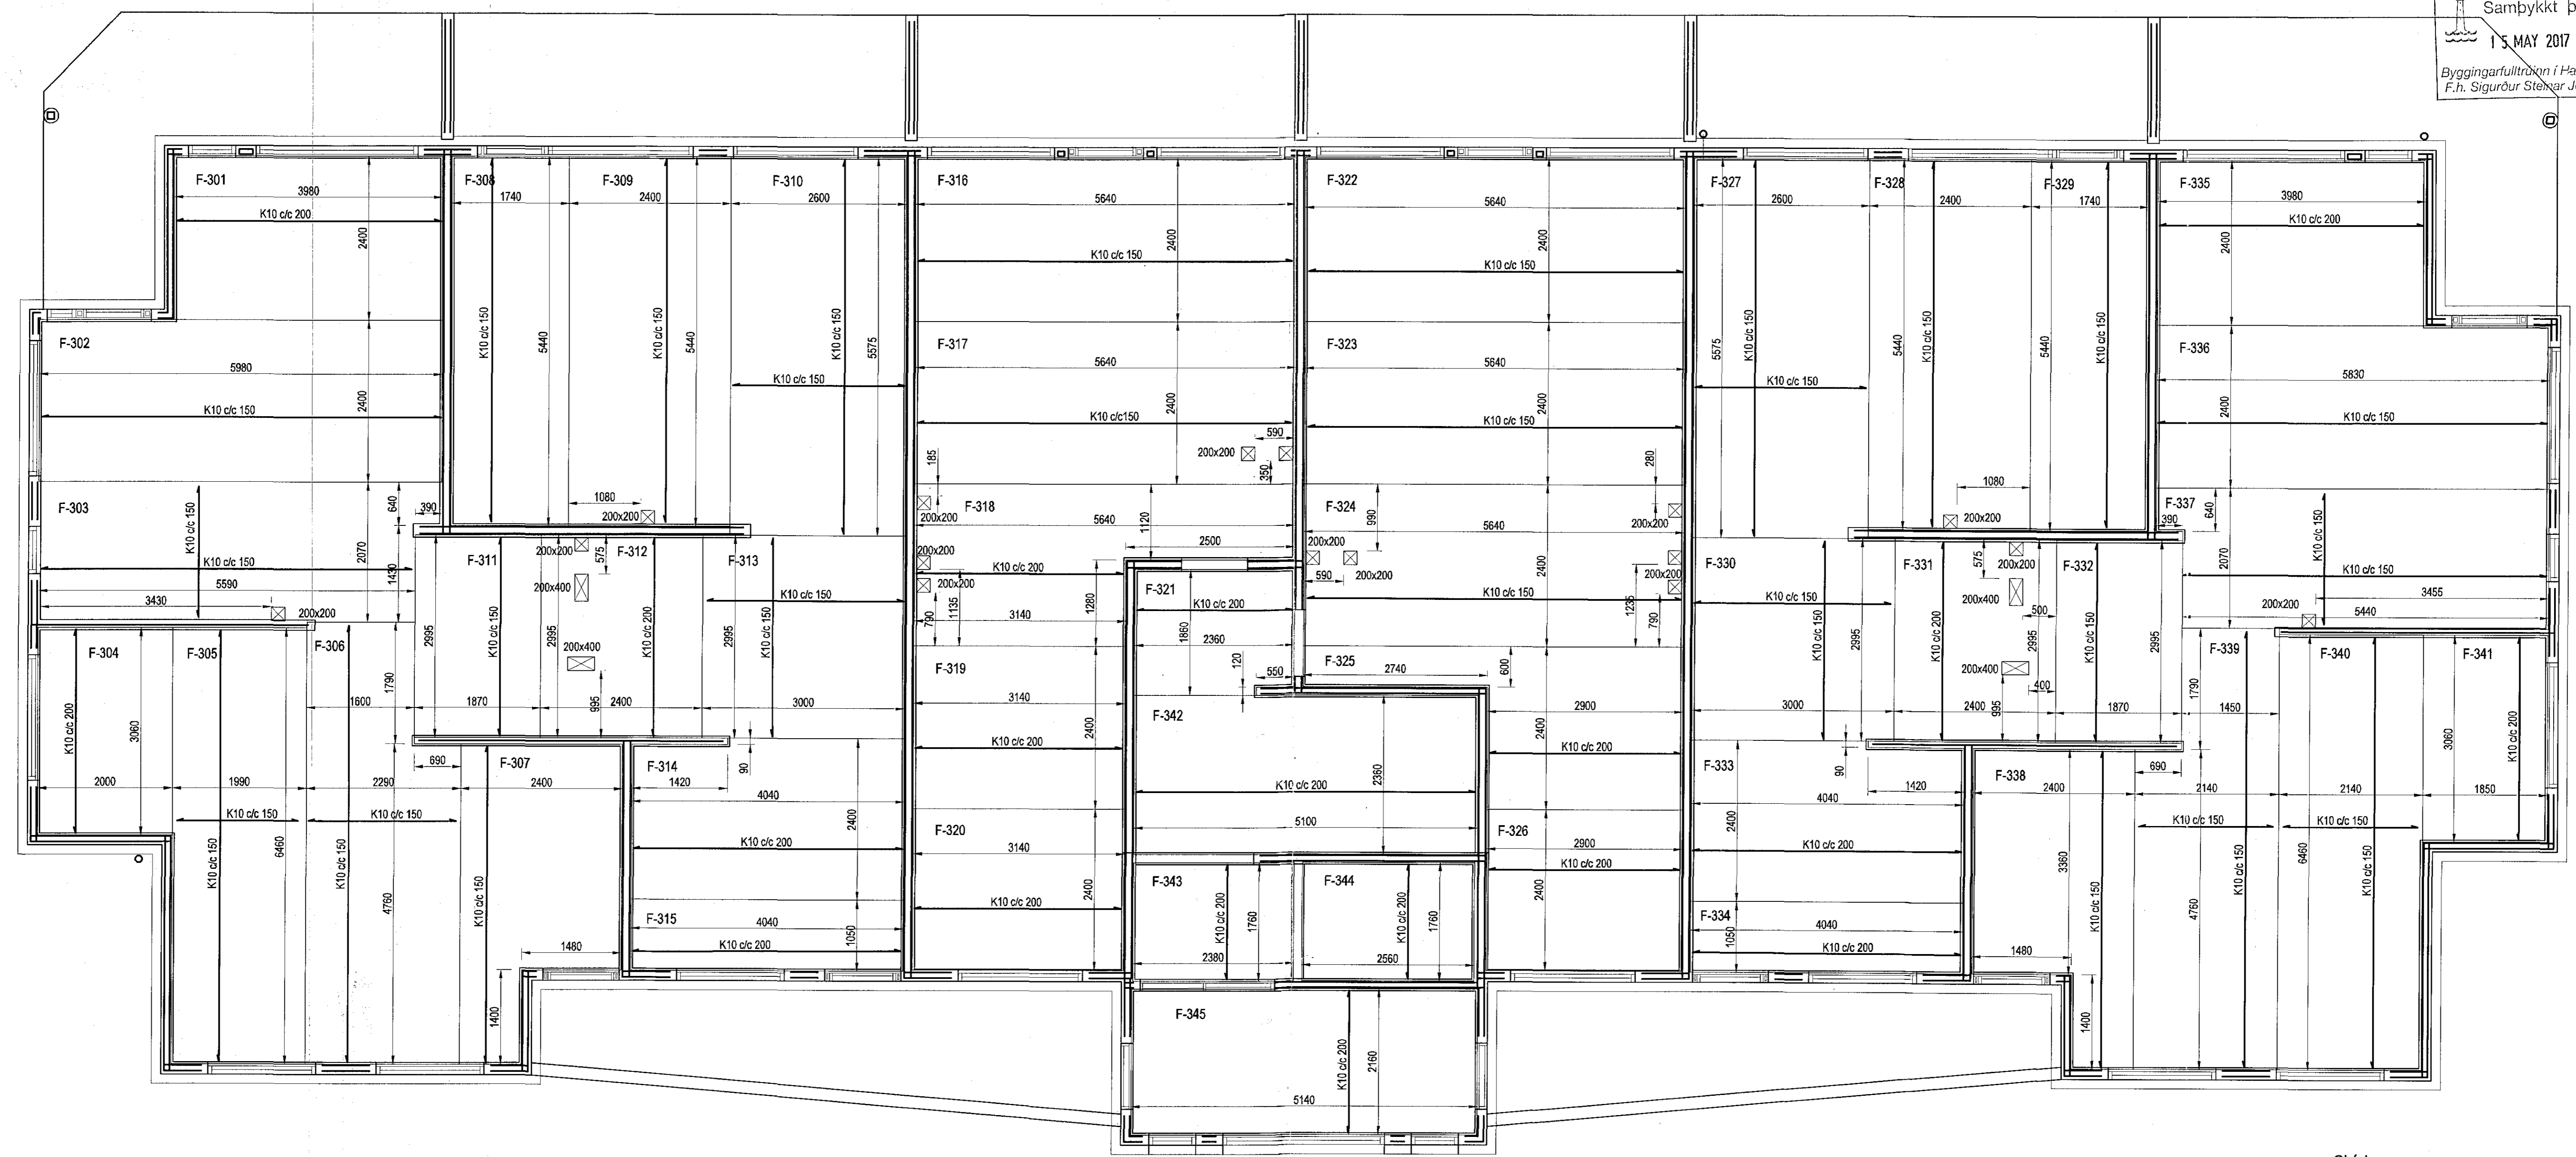 Samþykkt þ
15 MAY 2017
Byggingarfulltrúinn í Ha
F.h. Sigurður Steinar J
F-301
3980
K10 c/c 200
2400
F-302
5980
K10 c/c 150
2400
F-303
K10 c/c 150
640
390
2070
1430
K10 c/c 150
5590
3430
200x200
F-304
F-305
F-306
K10 c/c 200
3060
1600
1790
2000
1990
2290
K10 c/c 150
K10 c/c 150
K10 c/c 150
6460
K10 c/c 150
4760
690
F-307
2400
K10 c/c 150
1480
1400
F-308
1740
F-309
2400
F-310
2600
K10 c/c 150
5440
K10 c/c 150
5440
K10 c/c 150
5575
K10 c/c 150
1080
200x200
F-311
200x200
575
F-312
F-313
200x400
200x400
2995
K10 c/c 150
2995
K10 c/c 200
2995
K10 c/c 150
K10 c/c 150
1870
995
2400
3000
F-314
1420
90
4040
2400
K10 c/c 200
F-315
4040
1050
K10 c/c 200
F-316
5640
2400
K10 c/c 150
F-317
5640
2400
K10 c/c150
590
200x200
350
185
F-318
200x200
5640
1120
2500
200x200
K10 c/c 200
200x200
790
1135
1280
3140
F-319
3140
2400
K10 c/c 200
F-320
3140
2400
K10 c/c 200
F-321
K10 c/c 200
1860
2360
120
550
F-322
5640
2400
K10 c/c 150
F-323
5640
2400
K10 c/c 150
280
F-324
990
5640
200x200
200x200
590
200x200
2400
200x200
K10 c/c 150
1235
790
F-325
2740
600
2900
2400
K10 c/c 200
F-326
2900
K10 c/c 200
2400
F-342
2360
K10 c/c 200
5100
F-343
K10 c/c 200
1760
2380
F-344
K10 c/c 200
1760
2560
F-345
K10 c/c 200
2160
5140
F-327
2600
F-328
2400
F-329
1740
5575
K10 c/c 150
5440
K10 c/c 150
5440
K10 c/c 150
K10 c/c 150
1080
200x200
F-330
F-331
575
200x200
F-332
200x400
500
200x400
400
K10 c/c 150
K10 c/c 150
2995
K10 c/c 200
2995
K10 c/c 150
2995
3000
2400
995
1870
F-333
90
1420
4040
2400
K10 c/c 200
F-334
4040
1050
K10 c/c 200
F-335
3980
K10 c/c 200
2400
F-336
5830
2400
K10 c/c 150
F-337
390
640
2070
K10 c/c 150
K10 c/c 150
3455
200x200
5440
F-338
2400
690
3360
K10 c/c 150
1480
1400
F-339
1790
1450
2140
K10 c/c 150
4760
K10 c/c 150
F-340
2140
K10 c/c 150
6460
K10 c/c 150
F-341
3060
K10 c/c 200
1850